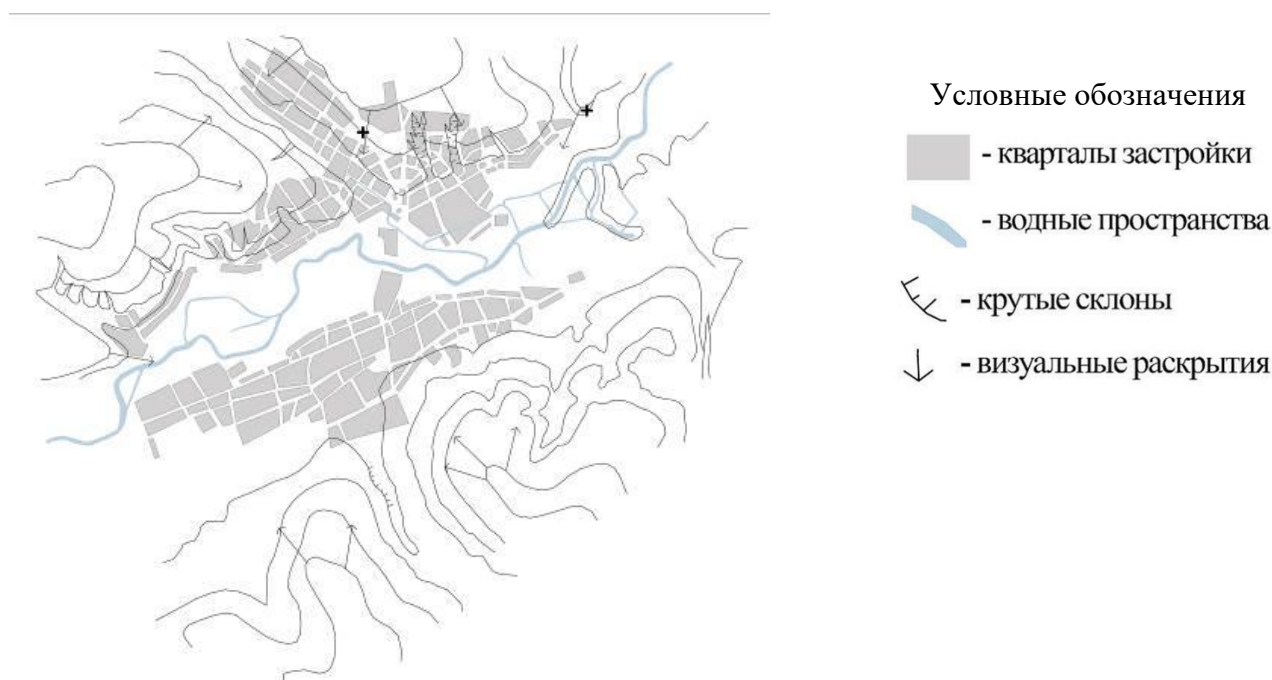 Условные обозначения
- кварталы застройки
- водные пространства
- крутые склоны
- визуальные раскрытия